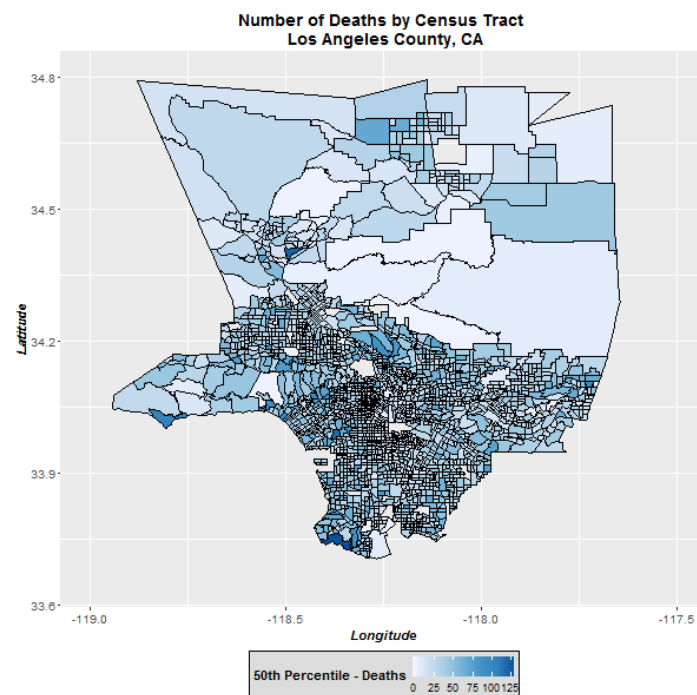 Number of Deaths by Census Tract
Los Angeles County, CA
34.8
34.5
34.2
33.9
33.6
Latitude
-119.0 -118.5 -118.0 -117.5
Longitude
50th Percentile - Deaths
0 25 50 75 100 125